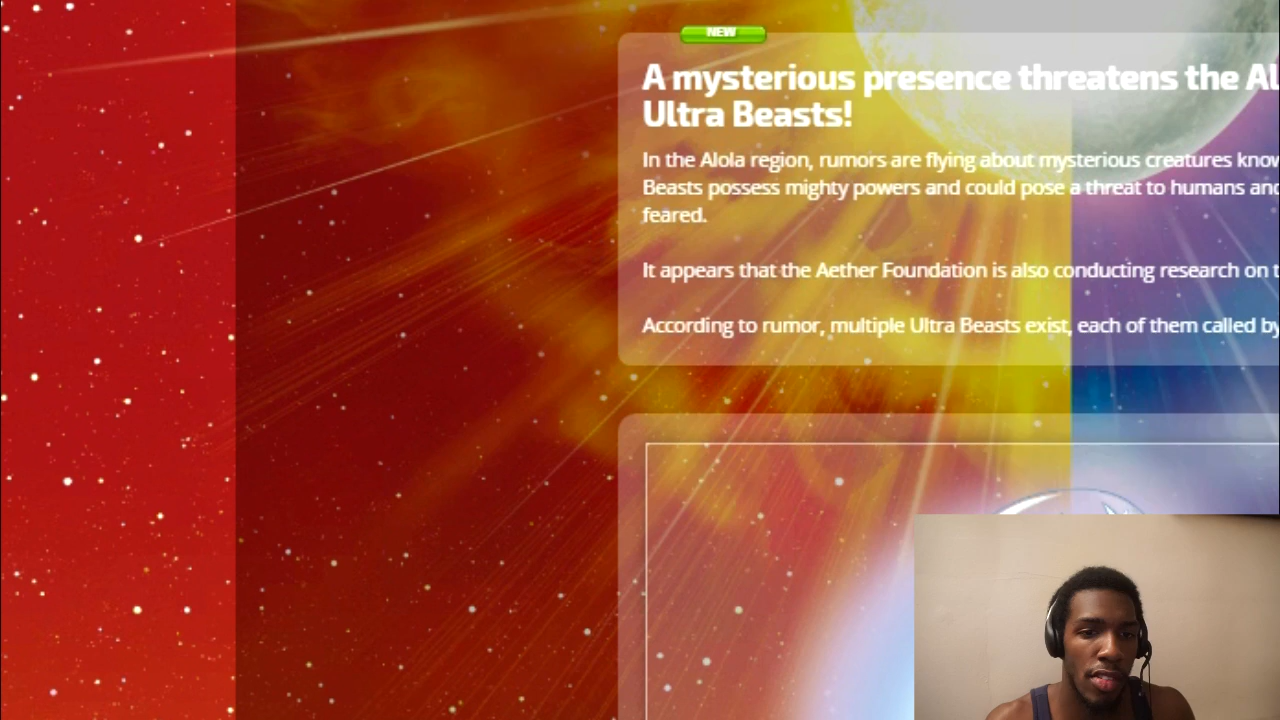 NEW
A mysterious presence threatens the Al
Ultra Beasts!
In the Alola region, rumors are flying about mysterious creatures know
Beasts possess mighty powers and could pose a threat to humans and
feared.
It appears that the Aether Foundation is also conducting research on t
According to rumor, multiple Ultra Beasts exist, each of them called by